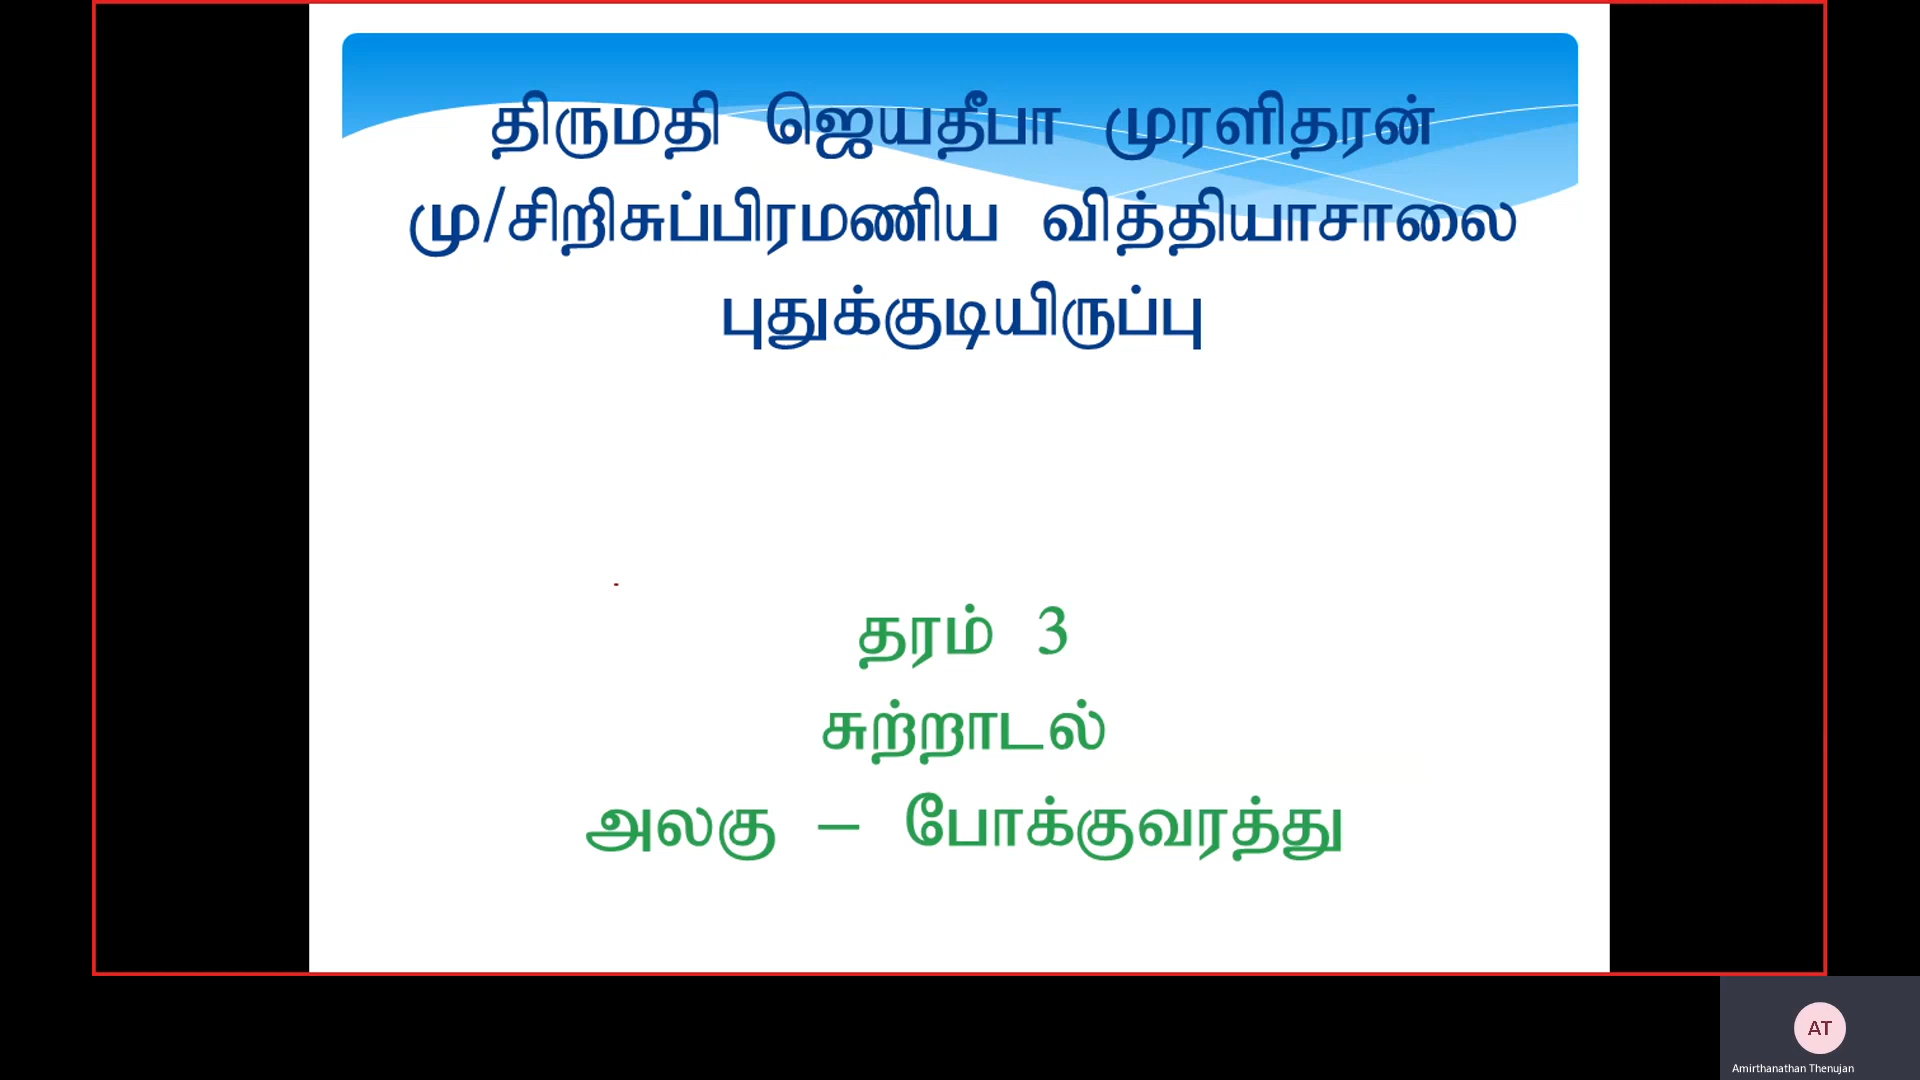 திருமதி ஜெயதீபா முரளிதரன்
மு/சிறிசுப்பிரமணிய வித்தியாசாலை
புதுக்குடியிருப்பு
தரம் 3
சுற்றாடல்
அலகு – போக்குவரத்து
AT
Amirthanathan Thenujan